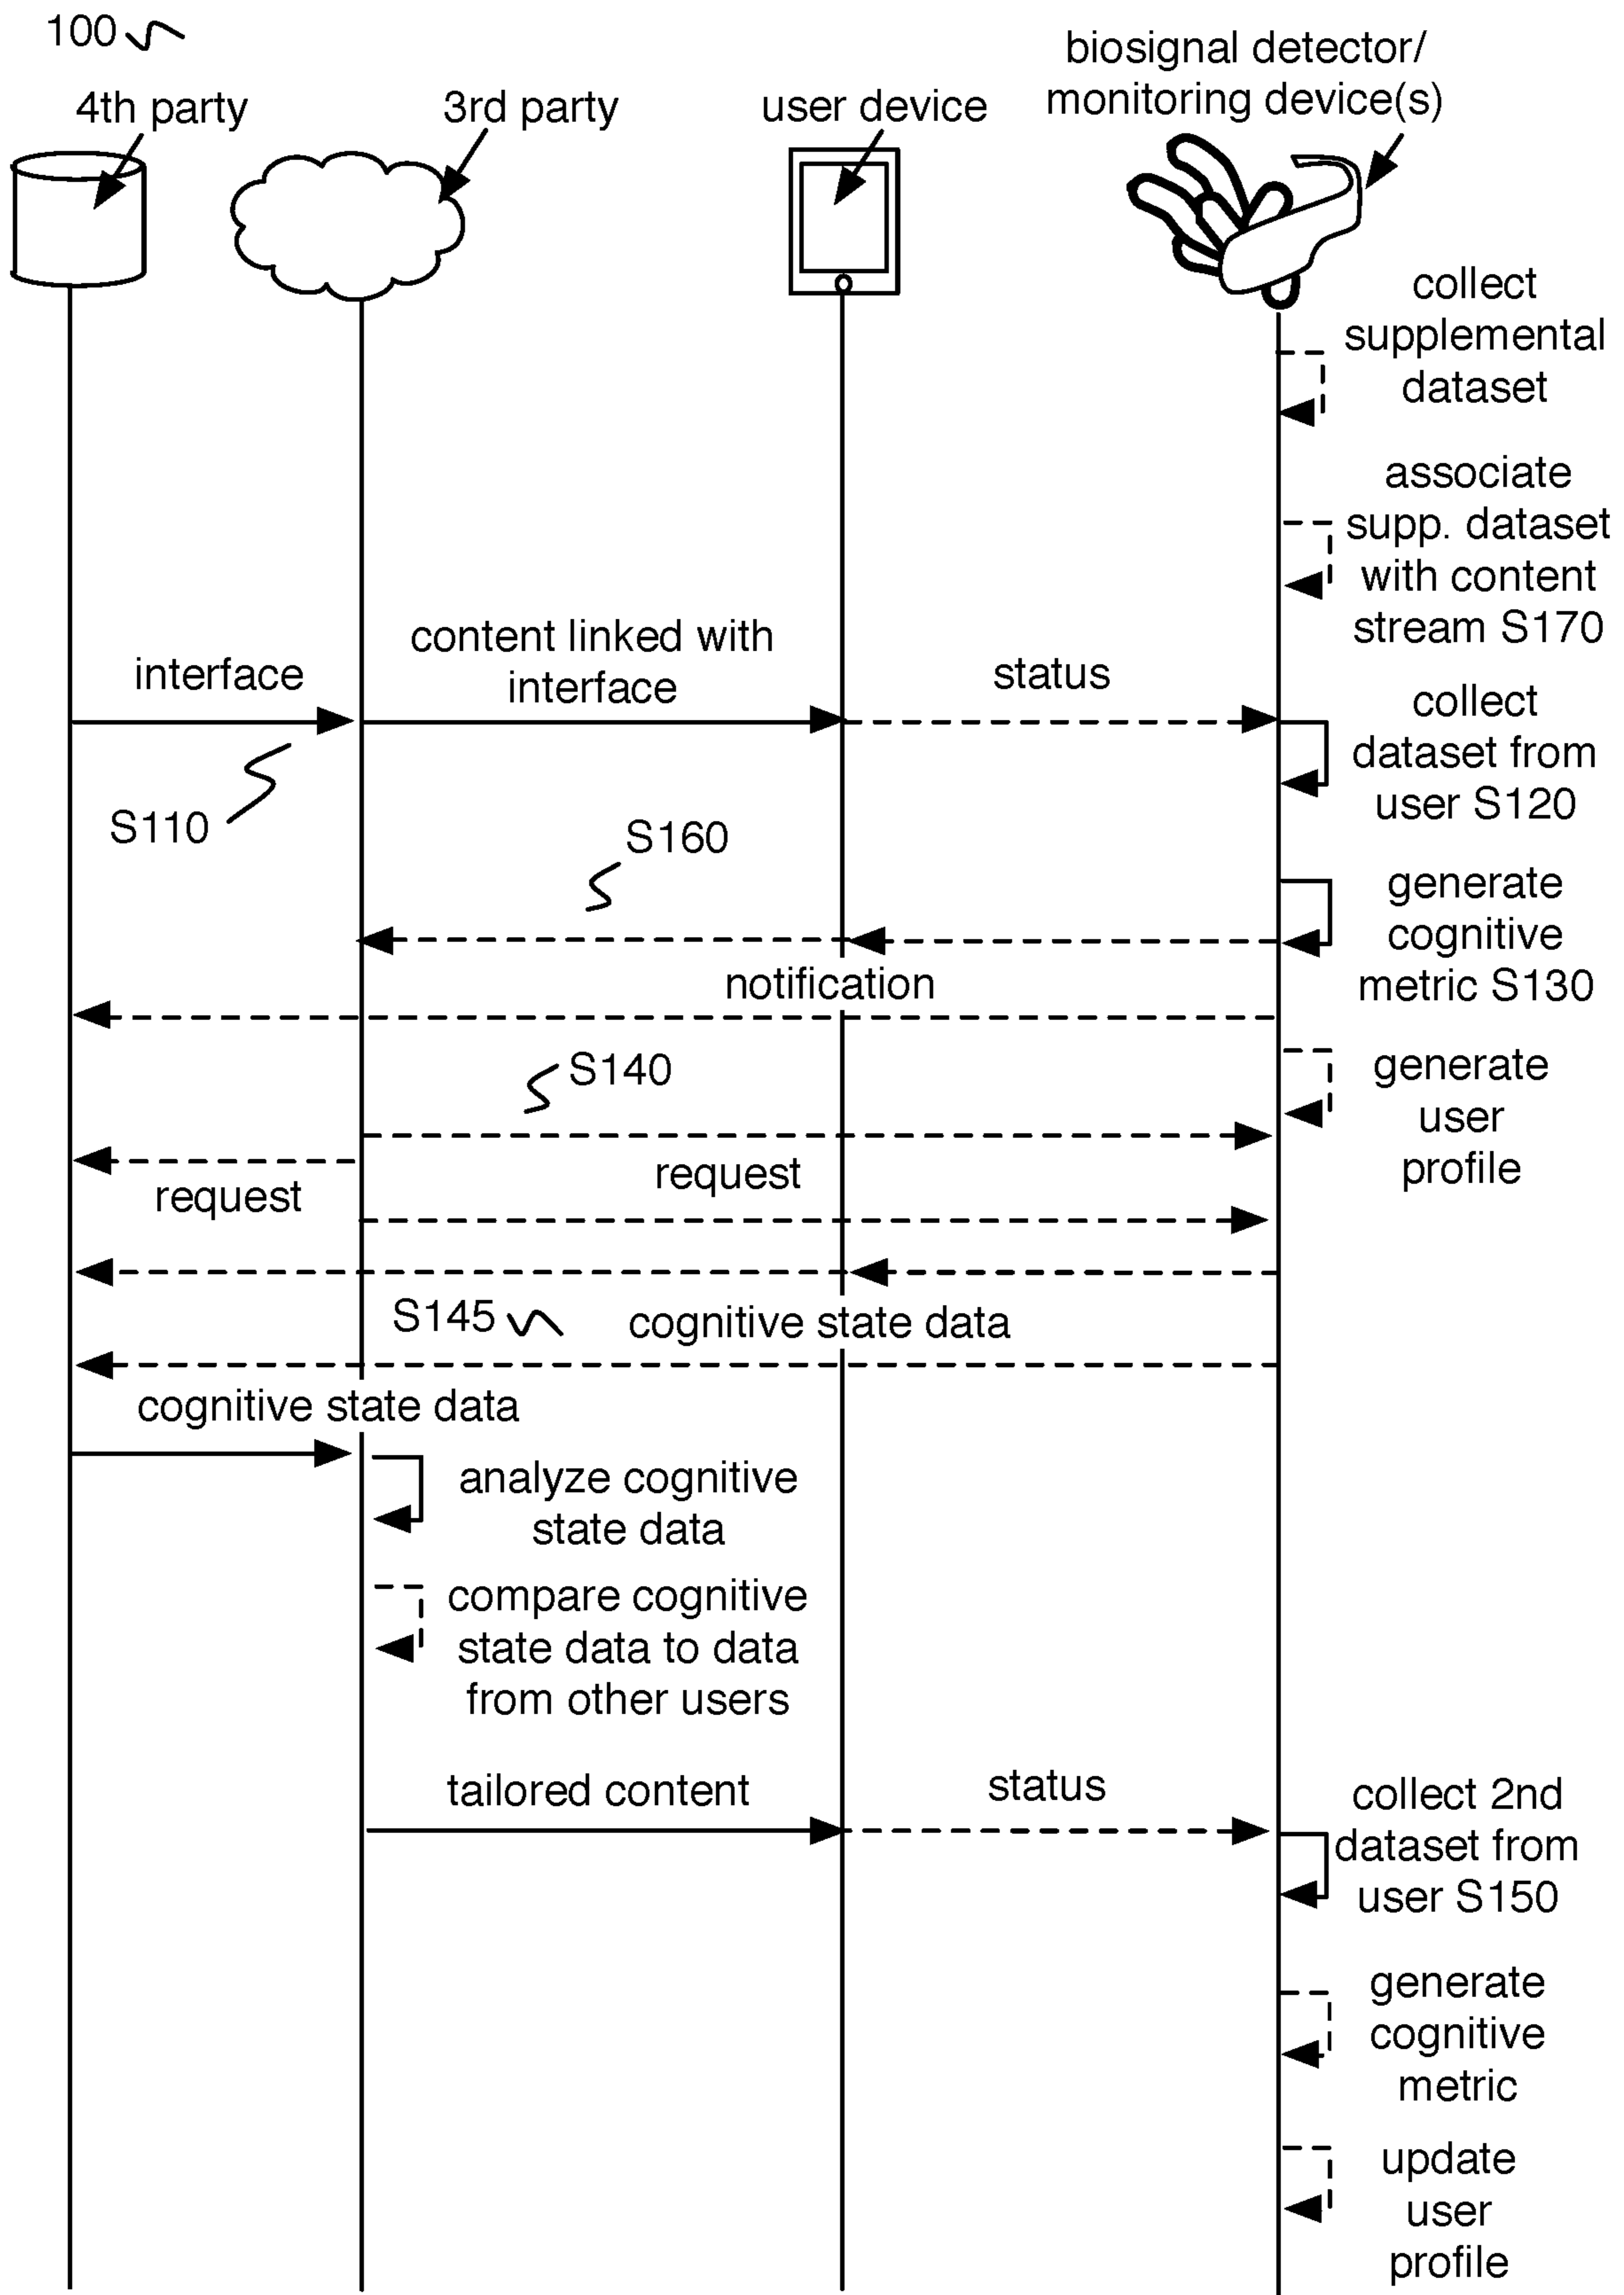 100
4th party
3rd party
user device
biosignal detector/
monitoring device(s)
collect
supplemental
dataset
associate
supp. dataset
with content
stream S170
interface
content linked with
interface
status
collect
dataset from
user S120
S110
S160
generate
cognitive
metric S130
notification
S140
generate
user
profile
request
request
S145
cognitive state data
cognitive state data
analyze cognitive
state data
compare cognitive
state data to data
from other users
tailored content
status
collect 2nd
dataset from
user S150
generate
cognitive
metric
update
user
profile